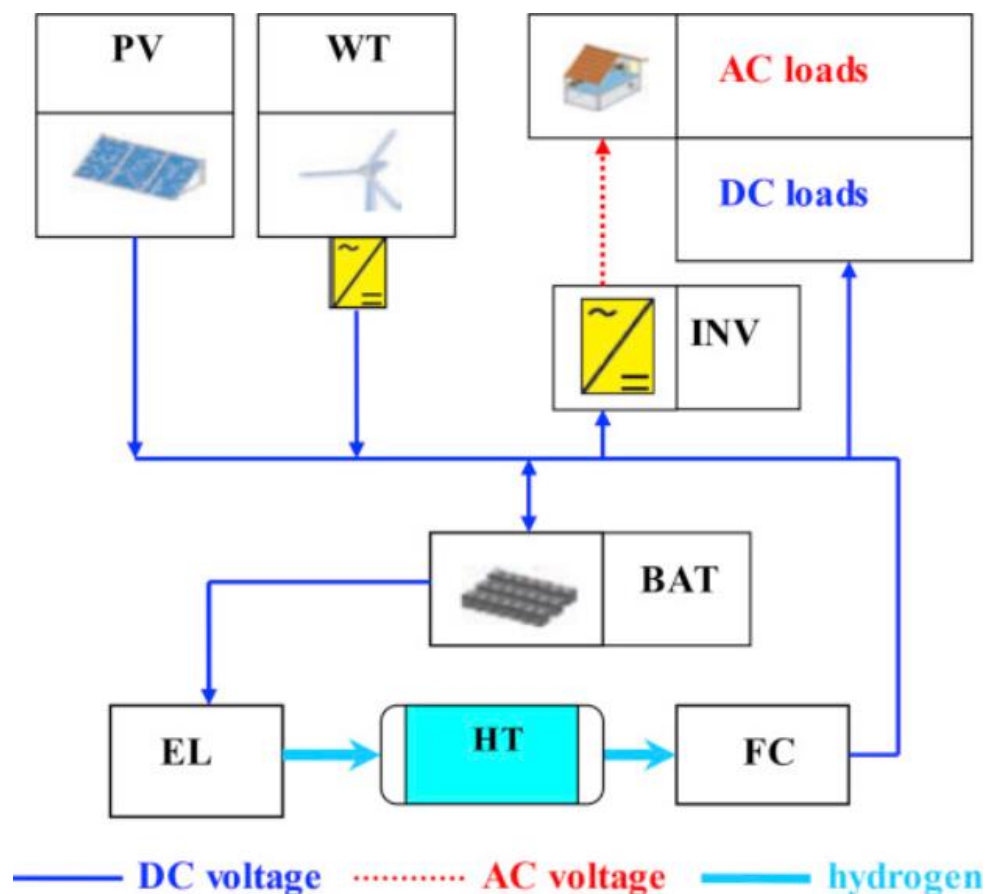 PV
WT
AC loads
DC loads
INV
BAT
EL
HT
FC
DC voltage
AC voltage
hydrogen